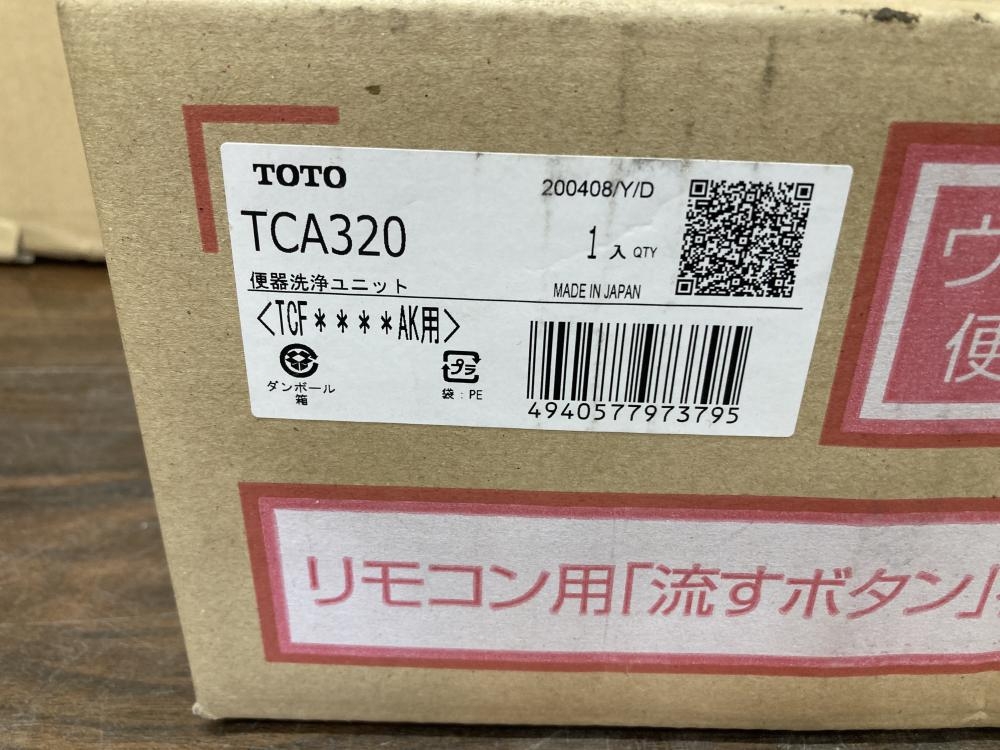 TOTO
200408/Y/D
TCA320
1入 QTY
便器洗浄ユニット
MADE IN JAPAN
<TCF****AK用>
ダンボール
箱
プラ
袋:PE
4940577973795
ウ
便
リモコン用「流すボタン」